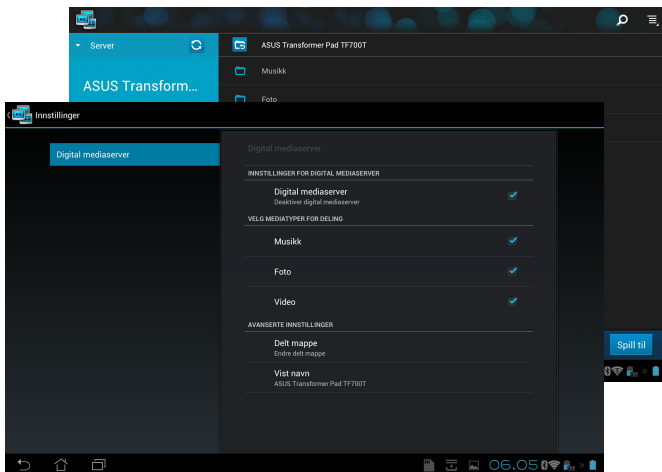 Server
ASUS Transformer Pad TF700T
Musikk
ASUS Transform...
Foto
Innstillinger
Digital mediaserver
Digital mediaserver
INNSTILLINGER FOR DIGITAL MEDIASERVER
Digital mediaserver
Deaktiver digital mediaserver
VELG MEDIATYPER FOR DELING
Musikk
Foto
Video
AVANSERTE INNSTILLINGER
Delt mappe
Endre delt mappe
Vist navn
ASUS Transformer Pad TF700T
Spill til
06.05